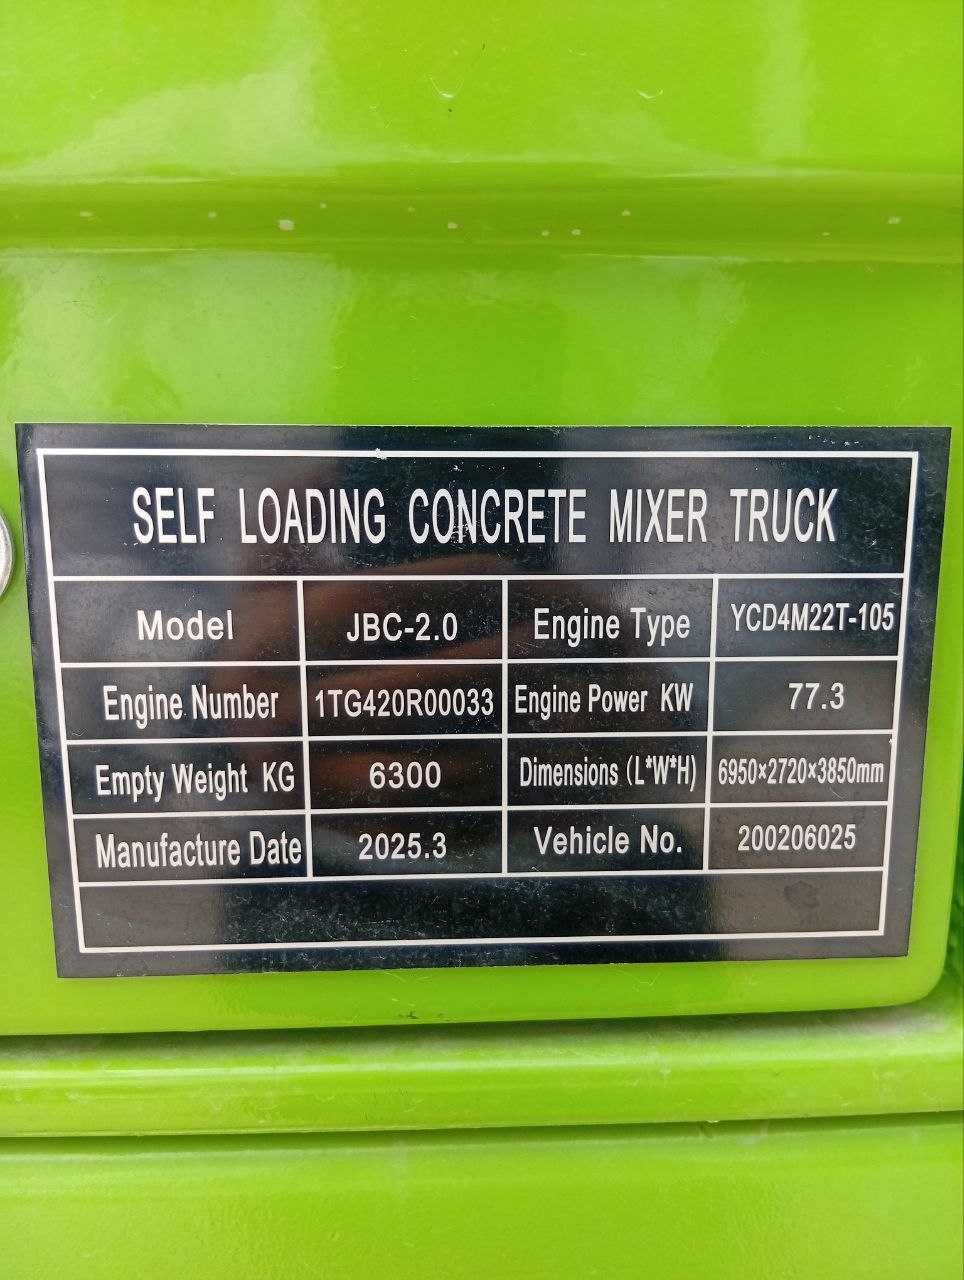 SELF LOADING CONCRETE MIXER TRUCK
Model JBC-2.0 Engine Type YCD4M22T-105
Engine Number 1TG420R00033 Engine Power KW 77.3
Empty Weight KG 6300 Dimensions (L*W*H) 6950×2720×3850mm
Manufacture Date 2025.3 Vehicle No. 200206025